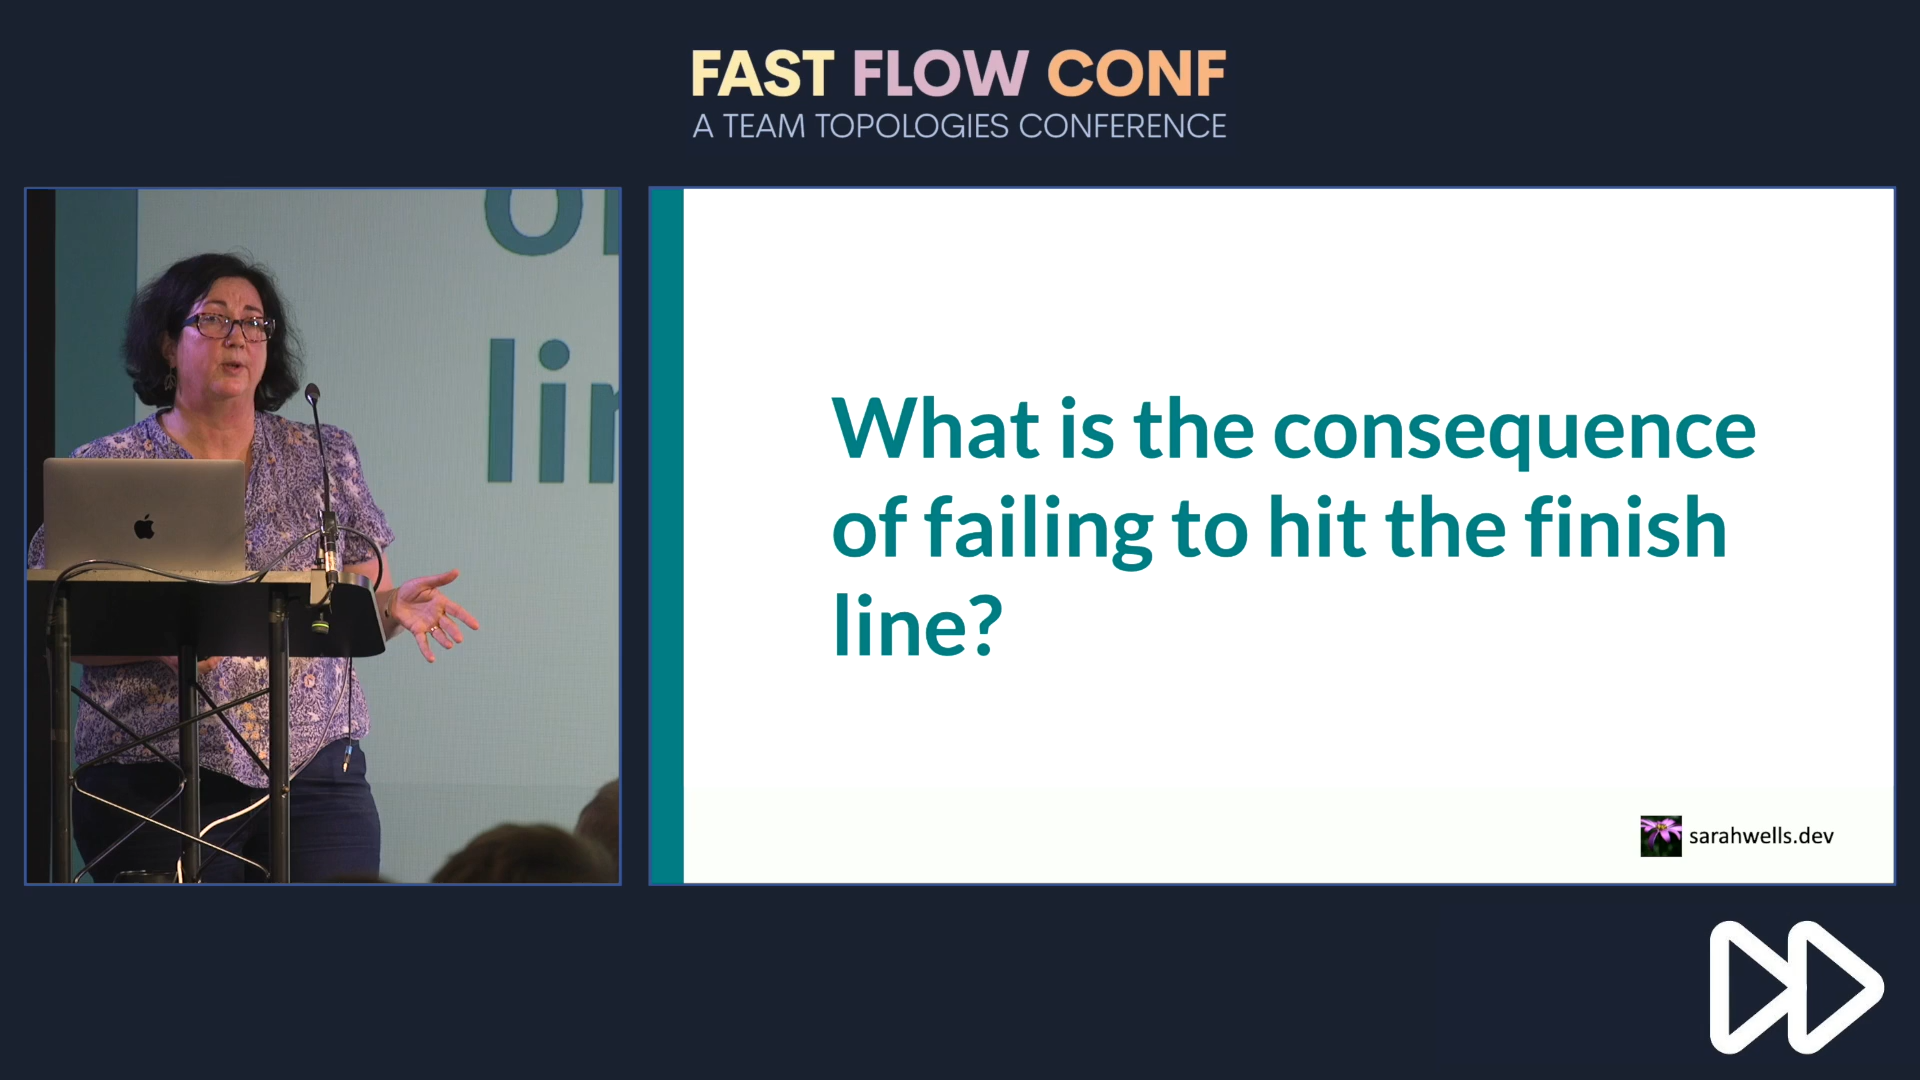 FAST FLOW CONF
A TEAM TOPOLOGIES CONFERENCE
What is the consequence
of failing to hit the finish
line?
sarahwells.dev